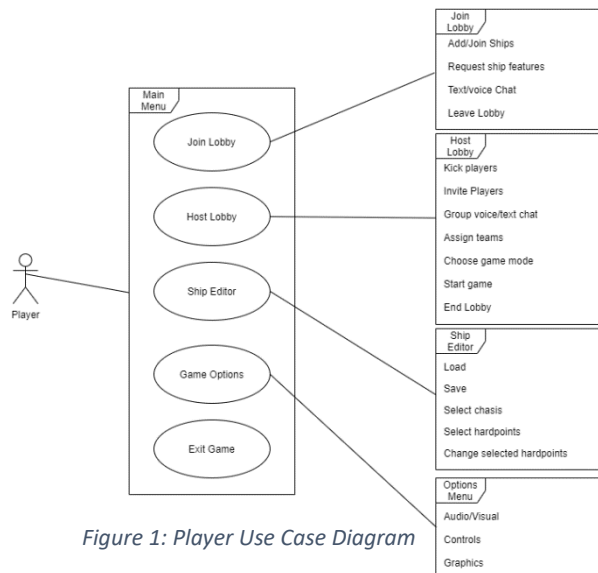 Join
Lobby
Add/Join Ships
Request ship features
Text/voice Chat
Leave Lobby
Main
Menu
Join Lobby
Host Lobby
Ship Editor
Game Options
Exit Game
Player
Host
Lobby
Kick players
Invite Players
Group voice/text chat
Assign teams
Choose game mode
Start game
End Lobby
Ship
Editor
Load
Save
Select chasis
Select hardpoints
Change selected hardpoints
Options
Menu
Audio/Visual
Controls
Graphics
Figure 1: Player Use Case Diagram